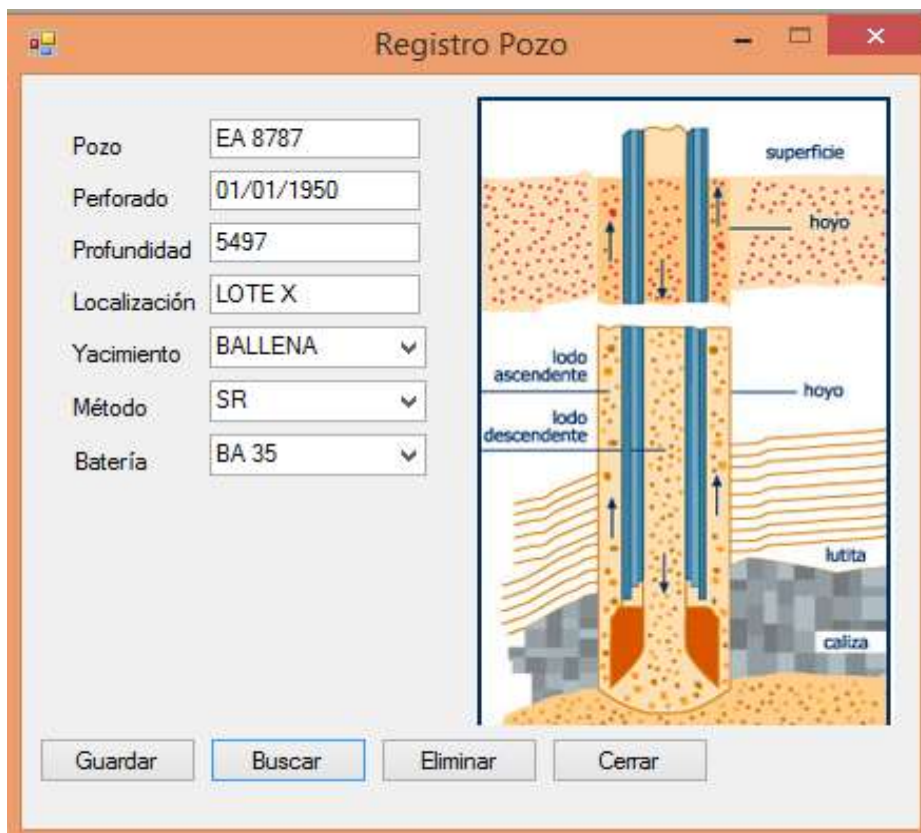 Registro Pozo
Pozo EA 8787
Perforado 01/01/1950
Profundidad 5497
Localización LOTE X
Yacimiento BALLENA
Método SR
Batería BA 35
superficie
hoyo
lodo
ascendente
hoyo
lodo
descendente
lutita
caliza
Guardar Buscar Eliminar Cerrar